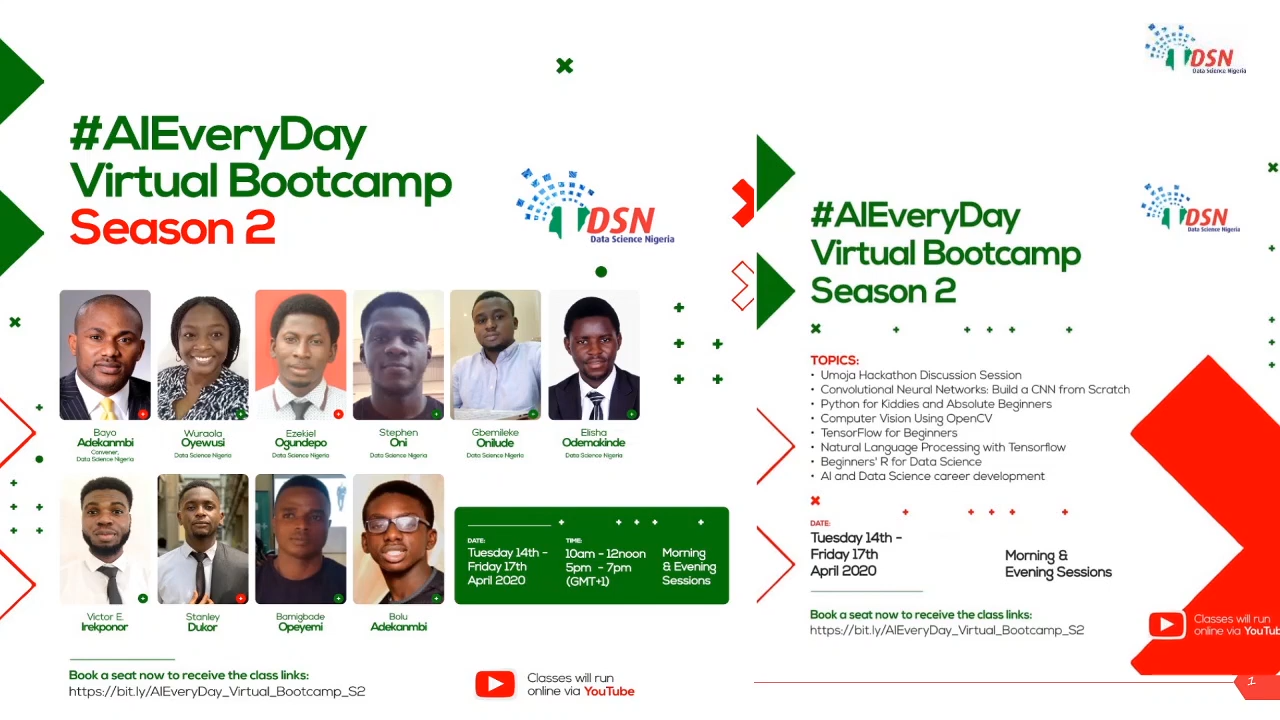 #AIEveryDay
Virtual Bootcamp
Season 2
DSN
Data Science Nigeria
Bayo
Adekanmbi
Convener,
Data Science Nigeria
Wuraola
Oyewusi
Data Science Nigeria
Ezekiel
Ogundepo
Data Science Nigeria
Stephen
Oni
Data Science Nigeria
Gbemileke
Onilude
Data Science Nigeria
Elisha
Odemakinde
Data Science Nigeria
Victor E.
Irekponor
Stanley
Dukor
Bamigbade
Opeyemi
Bolu
Adekanmbi
DATE:
Tuesday 14th -
Friday 17th
April 2020
TIME:
10am - 12noon
5pm - 7pm
(GMT+1)
Morning
& Evening
Sessions
Book a seat now to receive the class links:
https://bit.ly/AIEveryDay_Virtual_Bootcamp_S2
Classes will run
online via YouTube
DSN
Data Science Nigeria
#AIEveryDay
Virtual Bootcamp
Season 2
DSN
Data Science Nigeria
TOPICS:
• Umoja Hackathon Discussion Session
• Convolutional Neural Networks: Build a CNN from Scratch
• Python for Kiddies and Absolute Beginners
• Computer Vision Using OpenCV
• TensorFlow for Beginners
• Natural Language Processing with Tensorflow
• Beginners' R for Data Science
• AI and Data Science career development
DATE:
Tuesday 14th -
Friday 17th
April 2020
Morning &
Evening Sessions
Book a seat now to receive the class links:
https://bit.ly/AIEveryDay_Virtual_Bootcamp_S2
Classes will run
online via YouTub
1